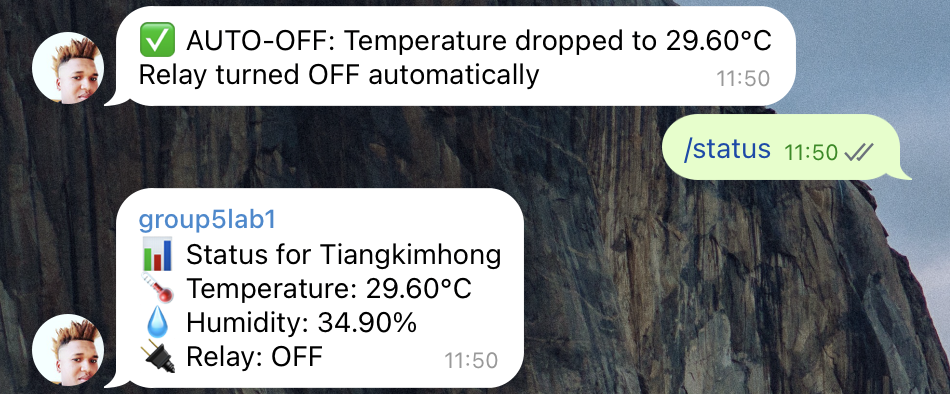 ✅ AUTO-OFF: Temperature dropped to 29.60°C
Relay turned OFF automatically
11:50
/status 11:50
group5lab1
📊 Status for Tiangkimhong
🌡️ Temperature: 29.60°C
💧 Humidity: 34.90%
🔌 Relay: OFF
11:50